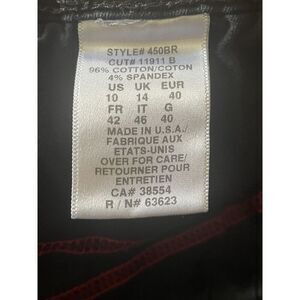 STYLE# 450BR
CUT# 11911 B
96% COTTON/COTON
4% SPANDEX
US UK EUR
10 14 40
FR IT G
42 46 40
MADE IN U.S.A./
FABRIQUE AUX
ETATS-UNIS
OVER FOR CARE/
RETOURNER POUR
ENTRETIEN
CA# 38554
R / N# 63623